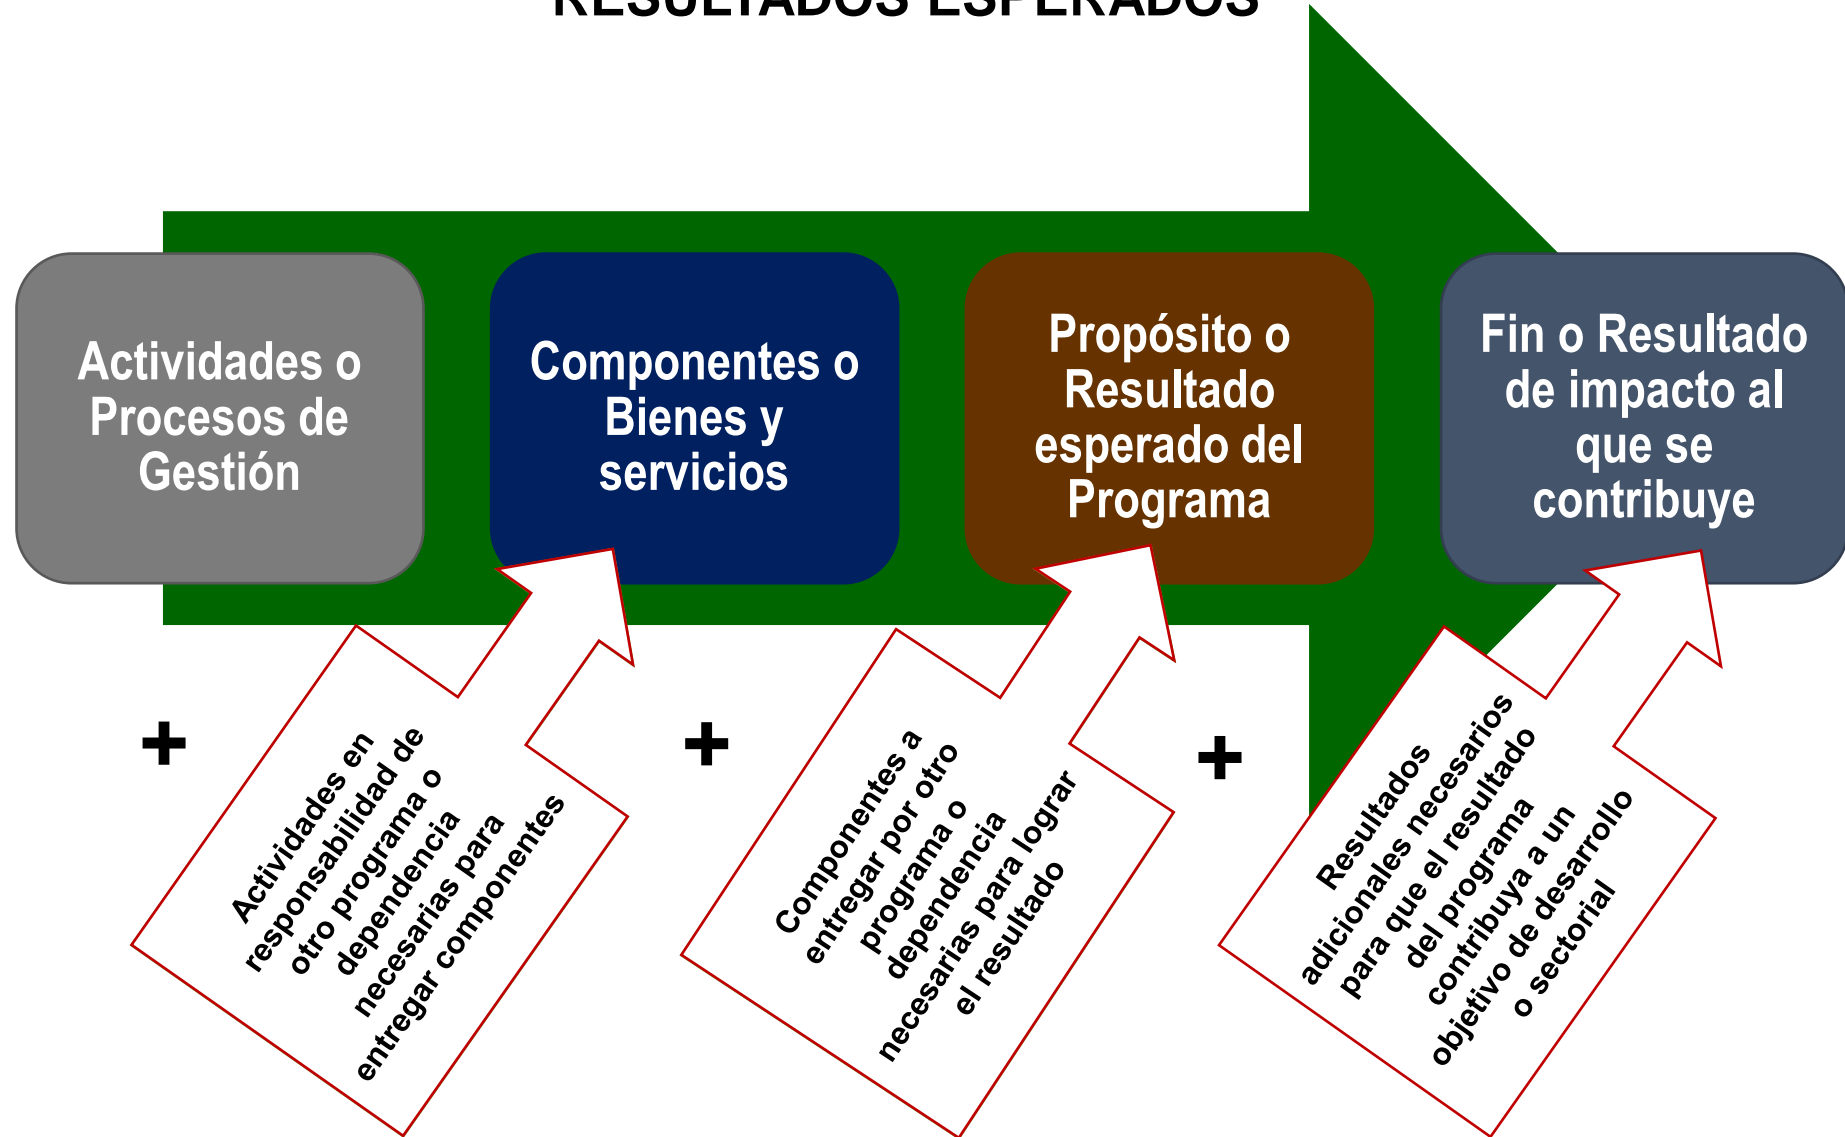 RESULTADOS ESPERADOS
Actividades o
Procesos de
Gestión
Componentes o
Bienes y
servicios
Propósito o
Resultado
esperado del
Programa
Fin o Resultado
de impacto al
que se
contribuye
+
Actividades en
responsabilidad de
otro programa o
dependencia
necesarias para
entregar componentes
+
Componentes a
entregar por otro
programa o
dependencia
necesarias para lograr
el resultado
+
Resultados
adicionales necesarios
para que el resultado
del programa
contribuya a un
objetivo de desarrollo
o sectorial